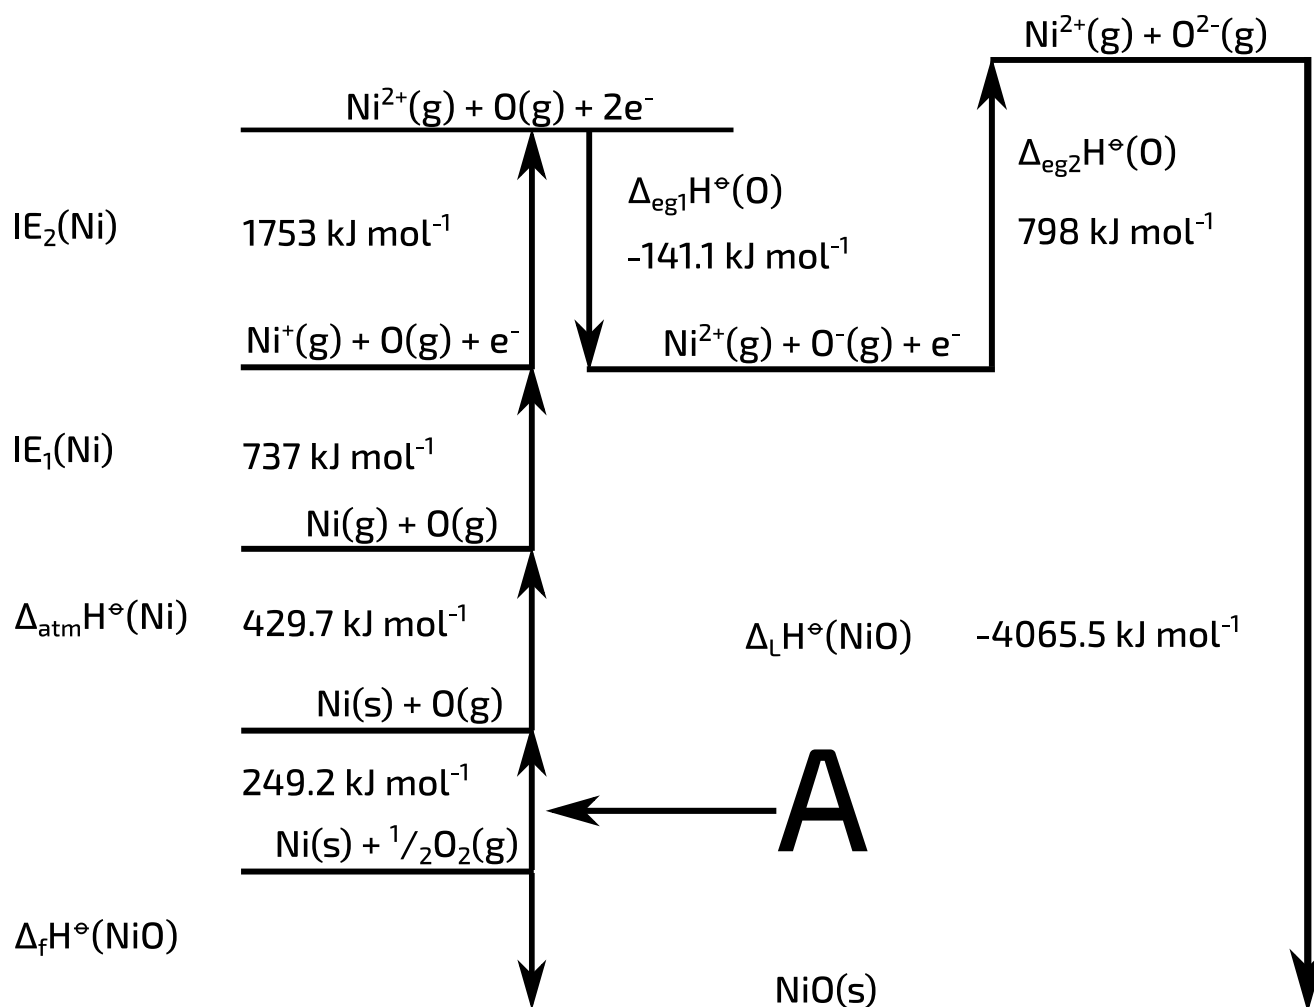 Ni²⁺(g) + O²⁻(g)
Ni²⁺(g) + O(g) + 2e⁻
Δeg2H⦵(O)
798 kJ mol⁻¹
Δeg1H⦵(O)
-141.1 kJ mol⁻¹
IE₂(Ni) 1753 kJ mol⁻¹
Ni⁺(g) + O(g) + e⁻
Ni²⁺(g) + O⁻(g) + e⁻
IE₁(Ni) 737 kJ mol⁻¹
Ni(g) + O(g)
ΔatmH⦵(Ni) 429.7 kJ mol⁻¹
ΔLH⦵(NiO) -4065.5 kJ mol⁻¹
Ni(s) + O(g)
249.2 kJ mol⁻¹
A
Ni(s) + ¹/₂O₂(g)
ΔfH⦵(NiO)
NiO(s)